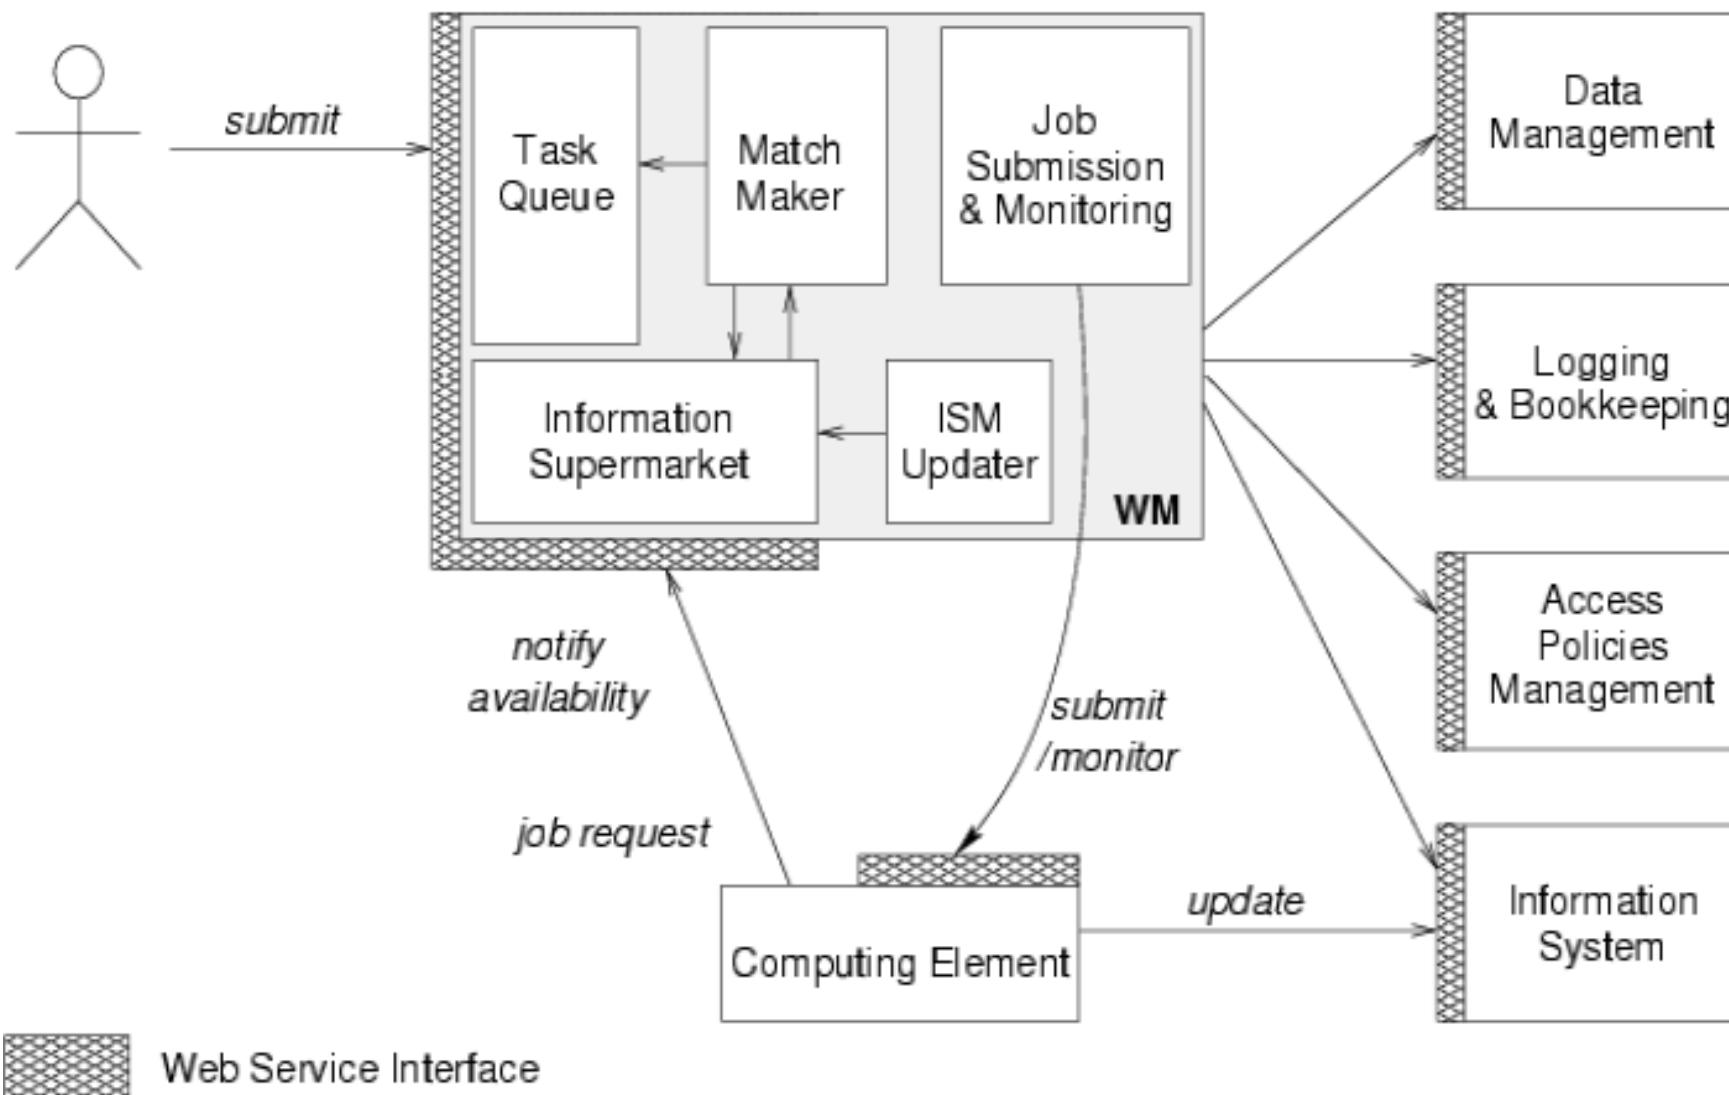 submit
Task
Queue
Match
Maker
Job
Submission
& Monitoring
Information
Supermarket
ISM
Updater
WM
Data
Management
Logging
& Bookkeeping
Access
Policies
Management
Information
System
notify
availability
job request
submit
/monitor
update
Computing Element
Web Service Interface